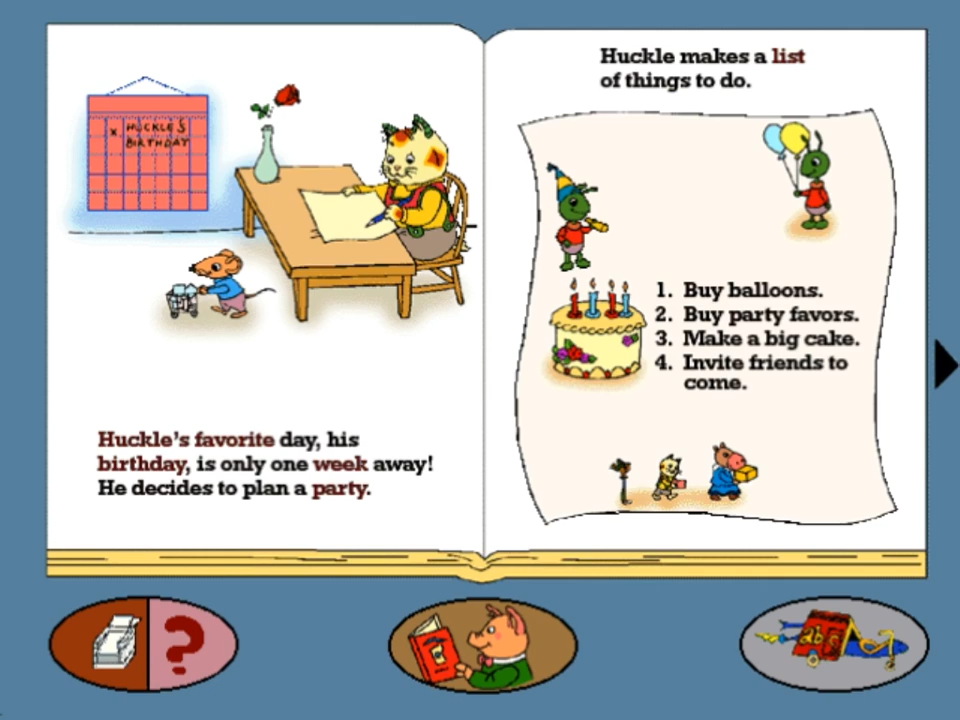 HUCKLE'S
x BIRTHDAY
Huckle's favorite day, his
birthday, is only one week away!
He decides to plan a party.
Huckle makes a list
of things to do.
1. Buy balloons.
2. Buy party favors.
3. Make a big cake.
4. Invite friends to
come.
?
abc